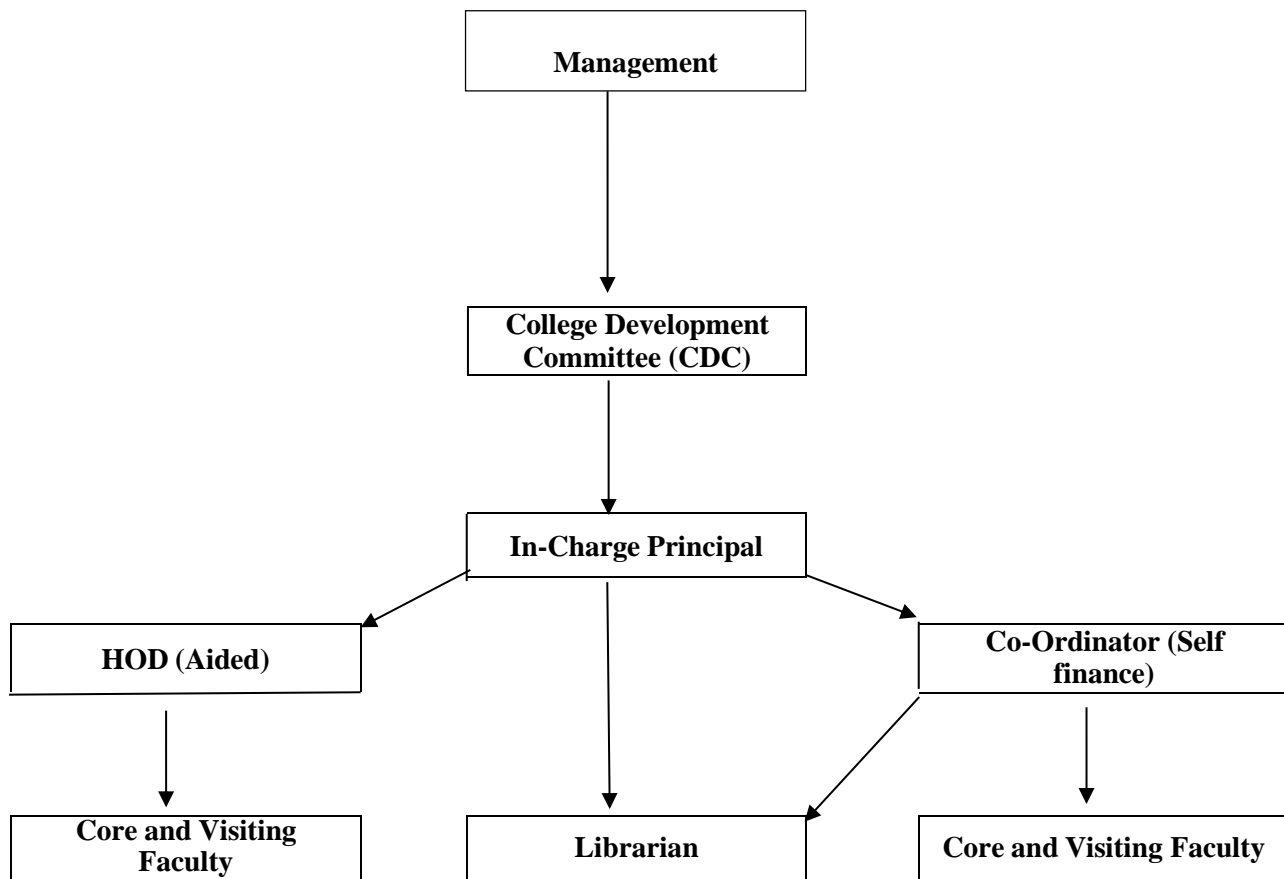 Management
College Development
Committee (CDC)
In-Charge Principal
HOD (Aided)
Co-Ordinator (Self
finance)
Core and Visiting
Faculty
Librarian
Core and Visiting Faculty